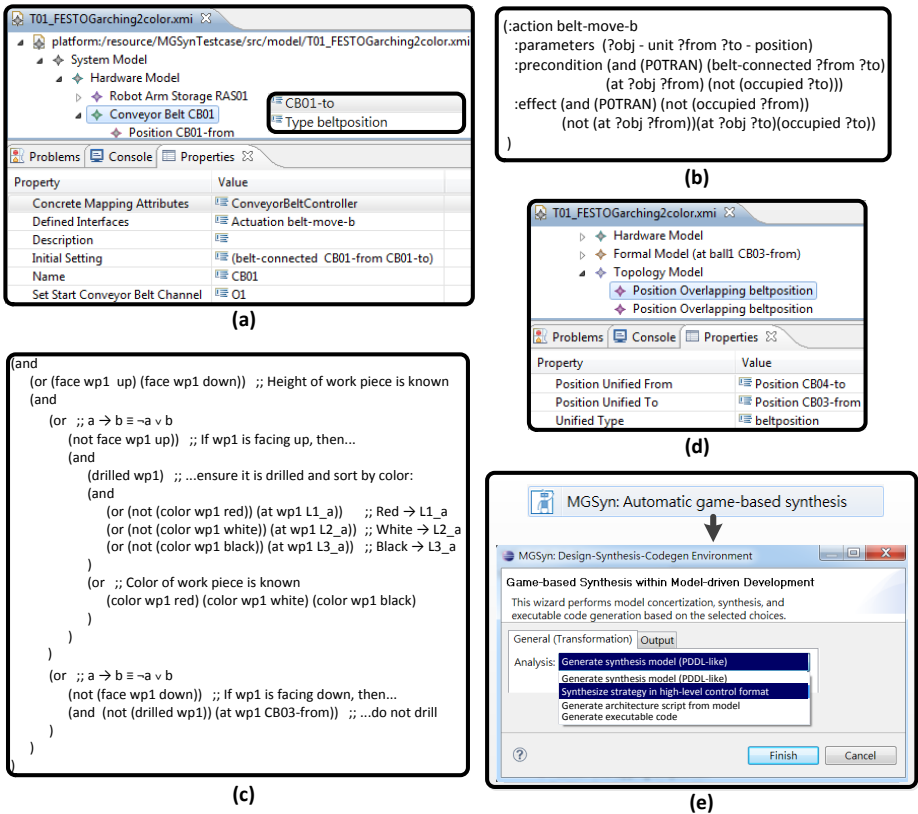 T01_FESTOGarching2color.xmi
platform:/resource/MGSynTestcase/src/model/T01_FESTOGarching2color.xmi
System Model
Hardware Model
Robot Arm Storage RAS01
Conveyor Belt CB01
Position CB01-from
CB01-to
Type beltposition
Problems Console Properties
Property Value
Concrete Mapping Attributes ConveyorBeltController
Defined Interfaces Actuation belt-move-b
Description
Initial Setting (belt-connected CB01-from CB01-to)
Name CB01
Set Start Conveyor Belt Channel O1
(a)
(:action belt-move-b
:parameters (?obj - unit ?from ?to - position)
:precondition (and (P0TRAN) (belt-connected ?from ?to)
(at ?obj ?from) (not (occupied ?to)))
:effect (and (P0TRAN) (not (occupied ?from))
(not (at ?obj ?from))(at ?obj ?to)(occupied ?to))
)
(b)
(and
(or (face wp1 up) (face wp1 down)) ;; Height of work piece is known
(and
(or ;; a → b ≡ ¬a ∨ b
(not face wp1 up)) ;; If wp1 is facing up, then...
(and
(drilled wp1) ;; ...ensure it is drilled and sort by color:
(and
(or (not (color wp1 red)) (at wp1 L1_a)) ;; Red → L1_a
(or (not (color wp1 white)) (at wp1 L2_a)) ;; White → L2_a
(or (not (color wp1 black)) (at wp1 L3_a)) ;; Black → L3_a
)
(or ;; Color of work piece is known
(color wp1 red) (color wp1 white) (color wp1 black)
)
)
)
(or ;; a → b ≡ ¬a ∨ b
(not (face wp1 down)) ;; If wp1 is facing down, then...
(and (not (drilled wp1)) (at wp1 CB03-from)) ;; ...do not drill
)
)
)
(c)
T01_FESTOGarching2color.xmi
Hardware Model
Formal Model (at ball1 CB03-from)
Topology Model
Position Overlapping beltposition
Position Overlapping beltposition
Problems Console Properties
Property Value
Position Unified From Position CB04-to
Position Unified To Position CB03-from
Unified Type beltposition
(d)
MGSyn: Automatic game-based synthesis
MGSyn: Design-Synthesis-Codegen Environment
Game-based Synthesis within Model-driven Development
This wizard performs model concertization, synthesis, and
executable code generation based on the selected choices.
General (Transformation) Output
Analysis: Generate synthesis model (PDDL-like)
Generate synthesis model (PDDL-like)
Synthesize strategy in high-level control format
Generate architecture script from model
Generate executable code
? Finish Cancel
(e)